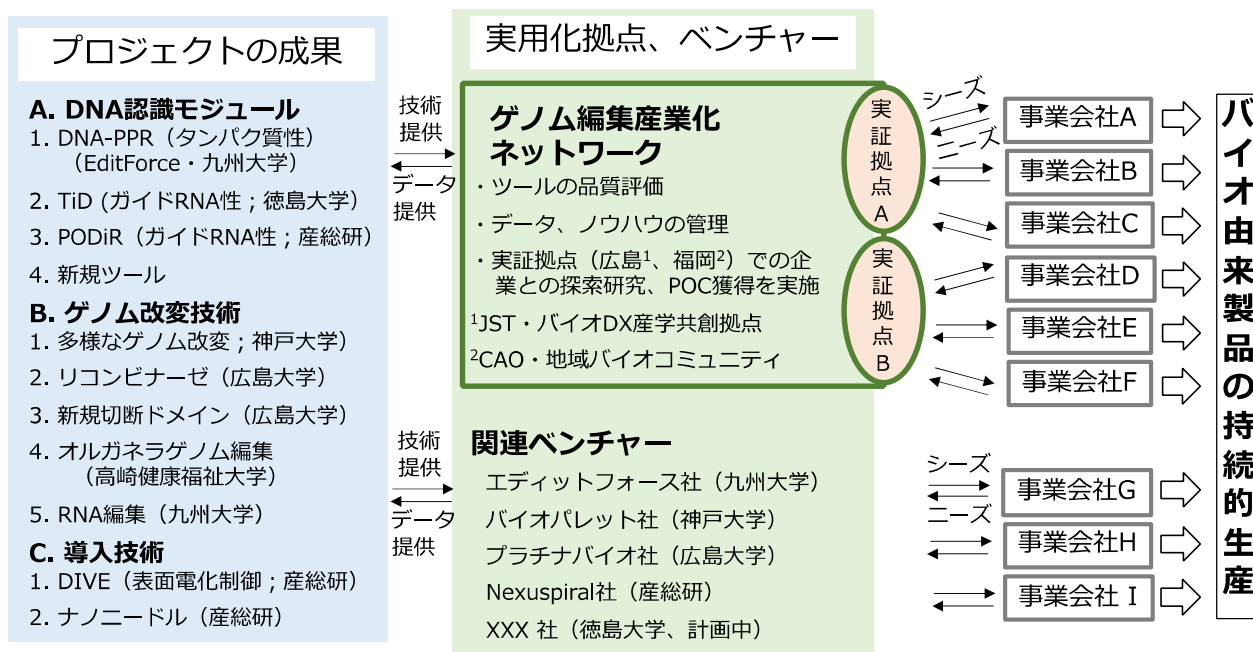 プロジェクトの成果
A. DNA認識モジュール
1. DNA-PPR（タンパク質性）
（EditForce・九州大学）
2. TiD (ガイドRNA性；徳島大学）
3. PODiR（ガイドRNA性；産総研）
4. 新規ツール
B. ゲノム改変技術
1. 多様なゲノム改変；神戸大学）
2. リコンビナーゼ（広島大学）
3. 新規切断ドメイン（広島大学）
4. オルガネラゲノム編集
（高崎健康福祉大学）
5. RNA編集（九州大学）
C. 導入技術
1. DIVE（表面電化制御；産総研）
2. ナノニードル（産総研）
技術
提供
データ
提供
技術
提供
データ
提供
実用化拠点、ベンチャー
ゲノム編集産業化
ネットワーク
・ツールの品質評価
・データ、ノウハウの管理
・実証拠点（広島¹、福岡²）での企
業との探索研究、POC獲得を実施
¹JST・バイオDX産学共創拠点
²CAO・地域バイオコミュニティ
実証拠点A
実証拠点B
関連ベンチャー
エディットフォース社（九州大学）
バイオパレット社（神戸大学）
プラチナバイオ社（広島大学）
Nexuspiral社（産総研）
XXX 社（徳島大学、計画中）
シーズ
ニーズ
シーズ
ニーズ
事業会社A
事業会社B
事業会社C
事業会社D
事業会社E
事業会社F
事業会社G
事業会社H
事業会社 I
バイオ由来製品の持続的生産